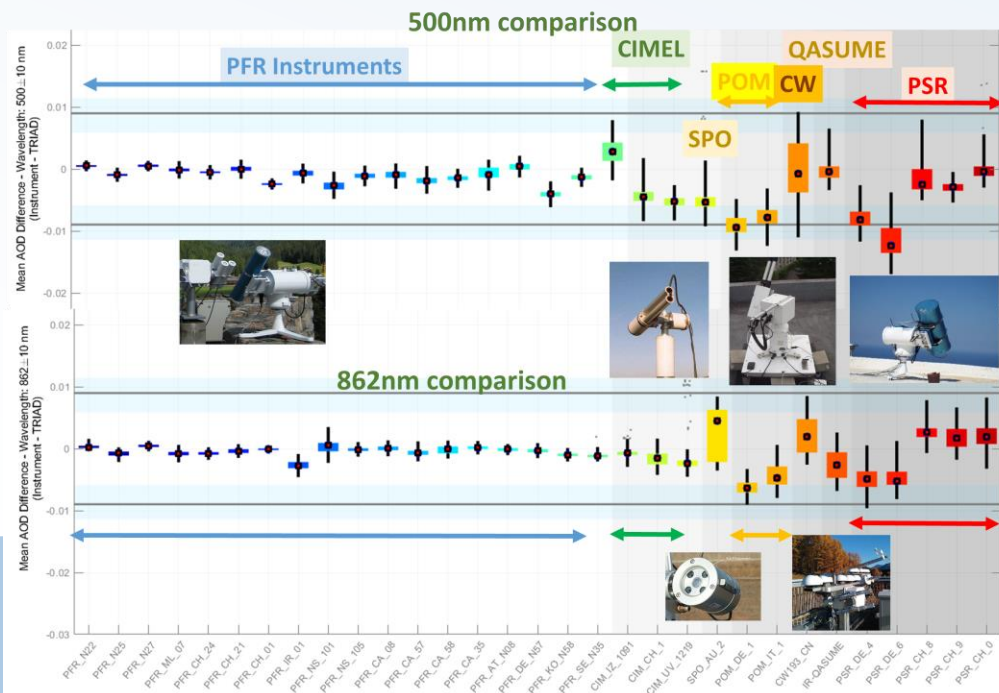 500nm comparison
CIMEL
QASUME
PFR Instruments
POM
CW
PSR
SPO
0.02
0.01
0
-0.01
-0.02
Mean AOD Difference - Wavelength: 500±10 nm
(Instrument - TRIAD)
862nm comparison
0.02
0.01
0
-0.01
-0.02
-0.03
Mean AOD Difference - Wavelength: 862±10 nm
(Instrument - TRIAD)
PFR_N22
PFR_N25
PFR_N27
PFR_ML_07
PFR_CH_24
PFR_CH_21
PFR_CH_01
PFR_IR_01
PFR_NS_101
PFR_NS_105
PFR_CA_08
PFR_CA_57
PFR_CA_58
PFR_CA_35
PFR_AT_N08
PFR_DE_N57
PFR_KO_N58
PFR_SE_N35
CIM_IZ_1091
CIM_CH_1
CIM_UV_1219
SPO_AU_2
POM_DE_1
POM_IT_1
CW193_CN
IR-QASUME
PSR_DE_4
PSR_DE_6
PSR_CH_8
PSR_CH_9
PSR_CH_0